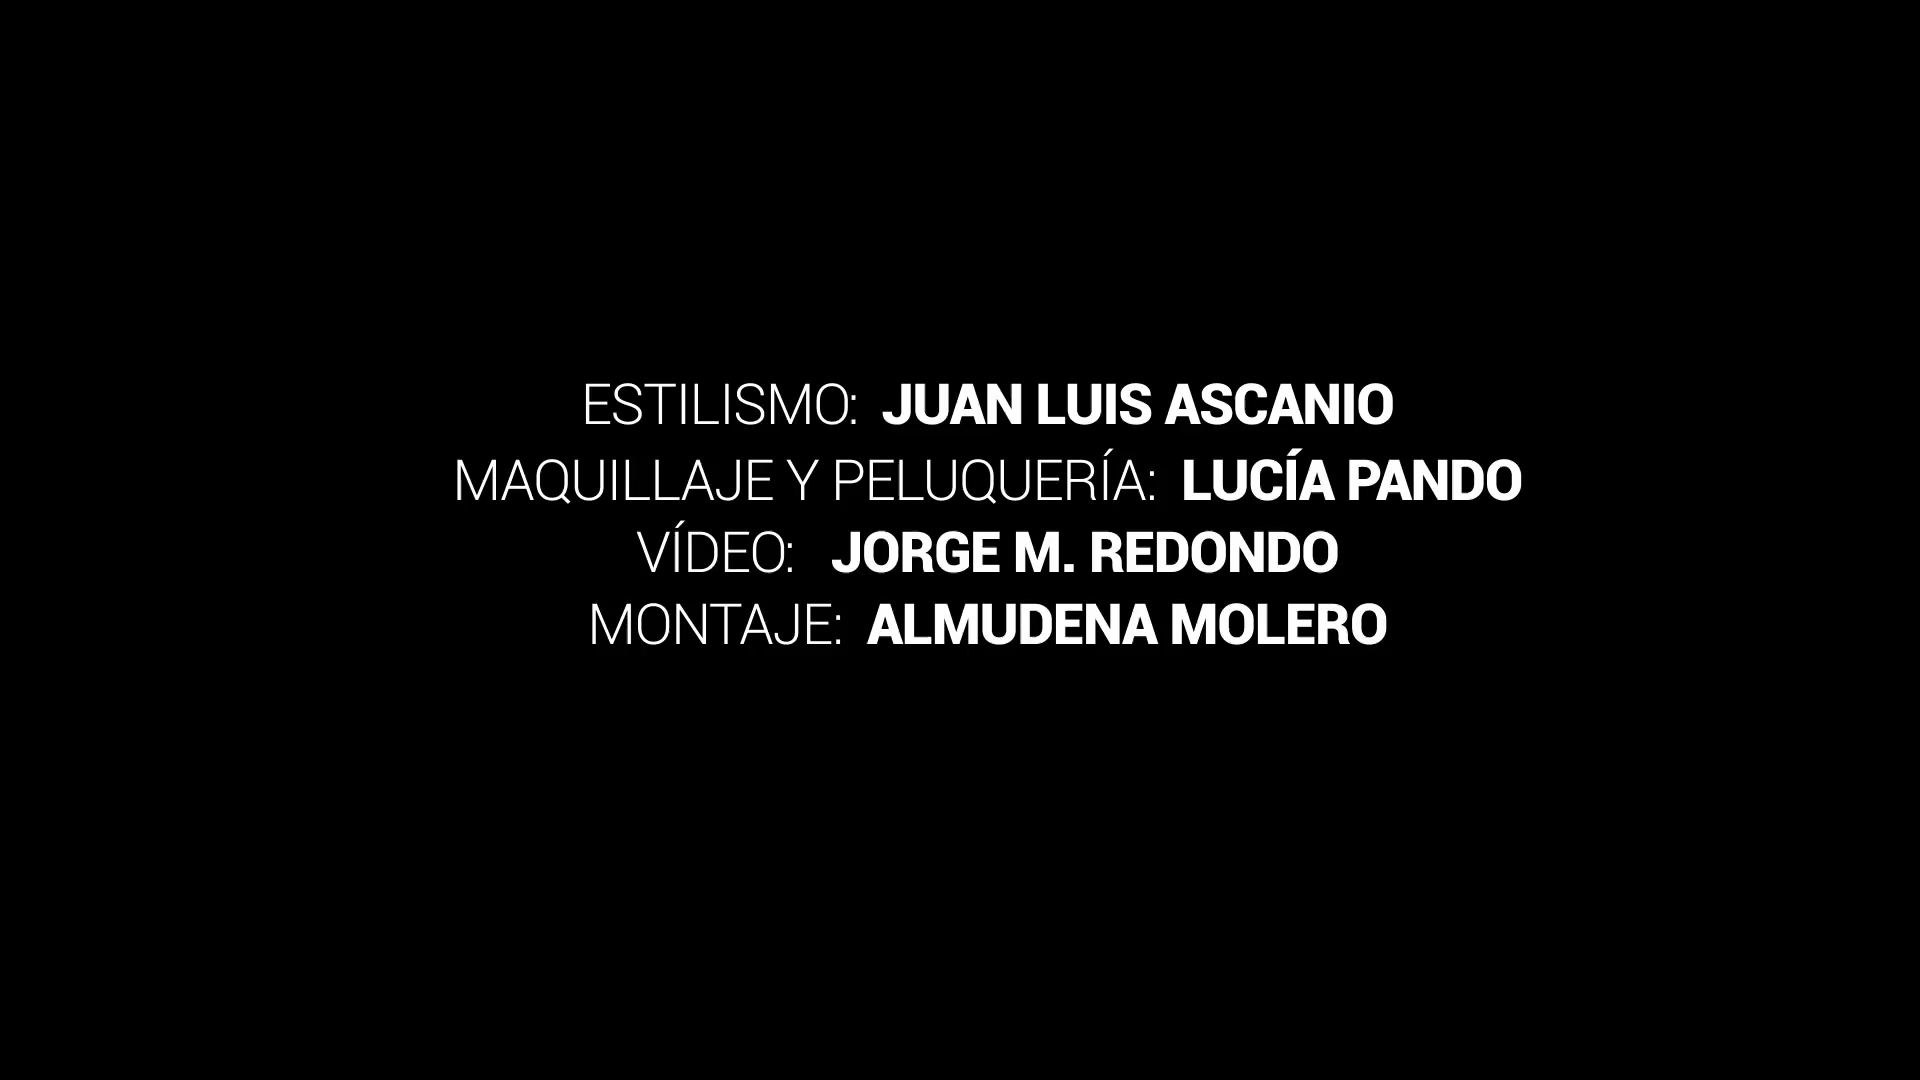 ESTILISMO: JUAN LUIS ASCANIO
MAQUILLAJE Y PELUQUERÍA: LUCÍA PANDO
VÍDEO: JORGE M. REDONDO
MONTAJE: ALMUDENA MOLERO